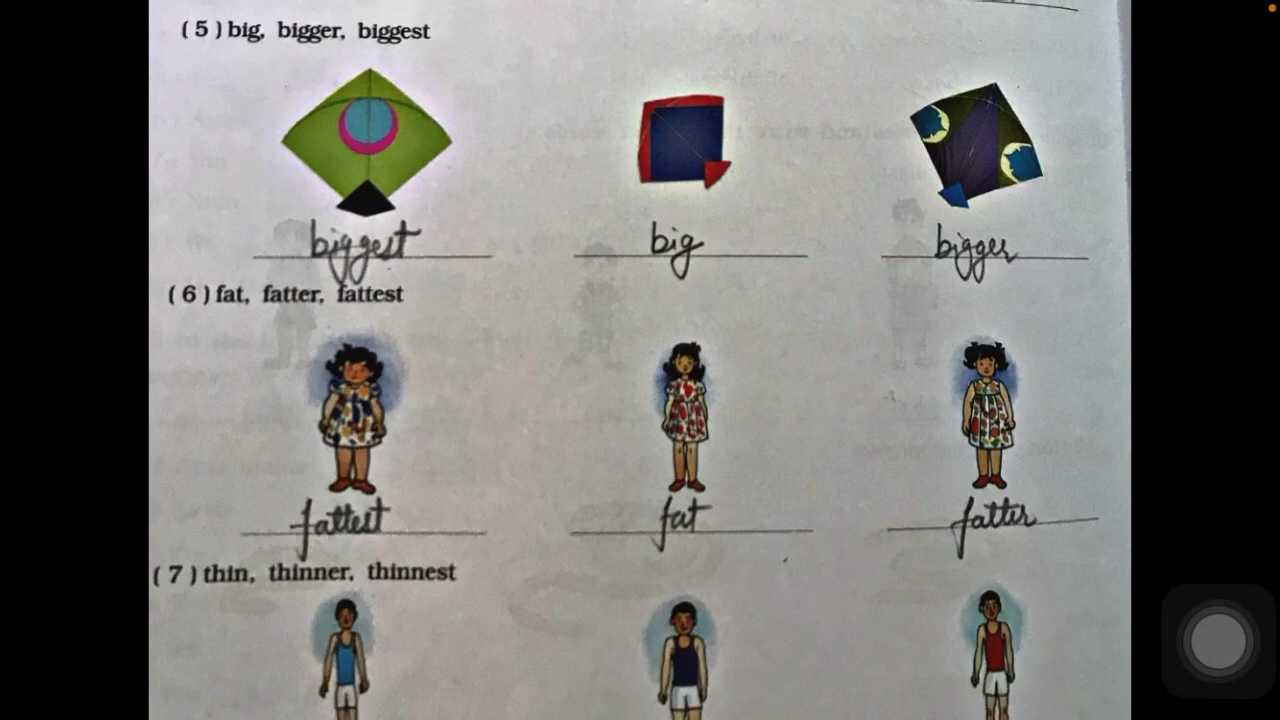 ( 5 ) big, bigger, biggest
biggest big bigger
( 6 ) fat, fatter, fattest
fattest fat fatter
( 7 ) thin, thinner, thinnest